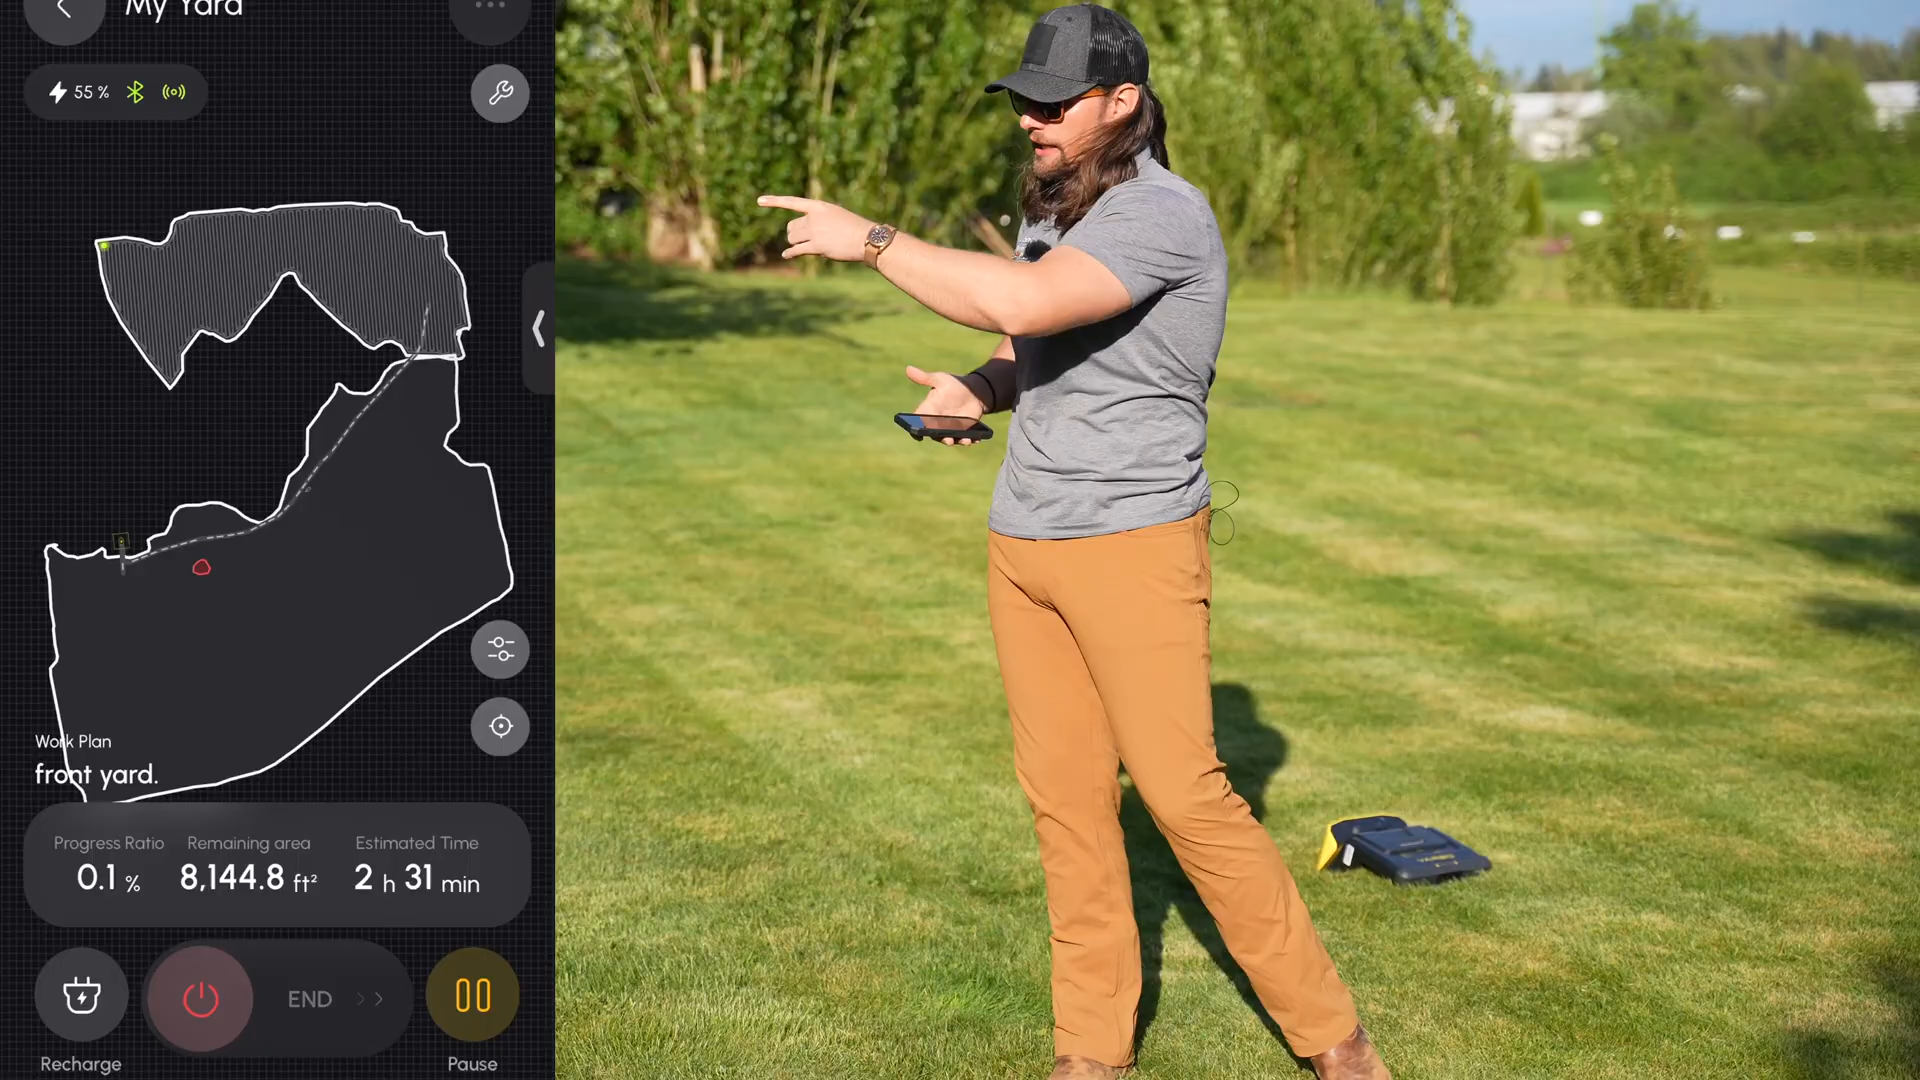 My Yard
55 %
Work Plan
front yard.
Progress Ratio Remaining area Estimated Time
0.1 % 8,144.8 ft² 2 h 31 min
END
Recharge Pause